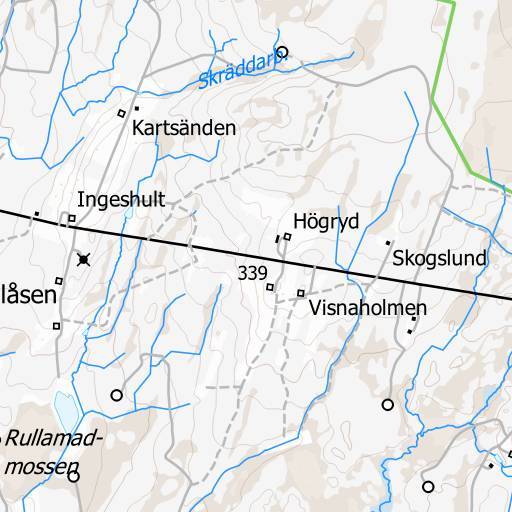 Skräddarb.
Kartsänden
Ingeshult
Högryd
Skogslund
339
låsen
Visnaholmen
Rullamad-
mossen